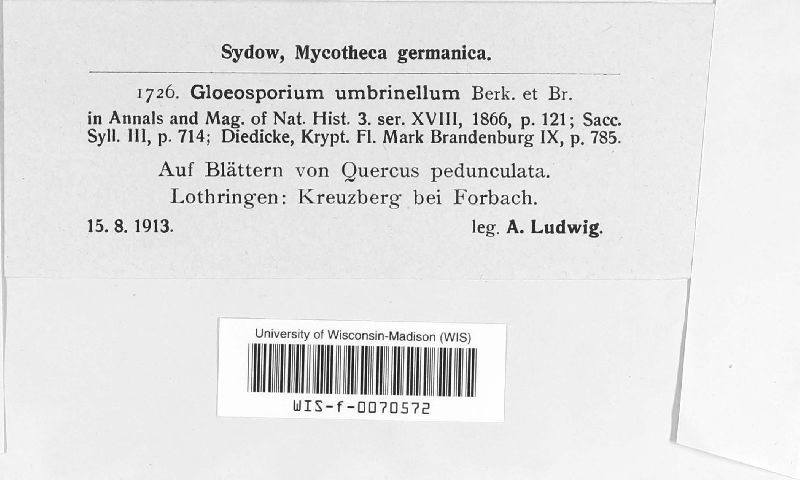 Sydow, Mycotheca germanica.
1726. Gloeosporium umbrinellum Berk. et Br.
in Annals and Mag. of Nat. Hist. 3. ser. XVIII, 1866, p. 121; Sacc.
Syll. III, p. 714; Diedicke, Krypt. Fl. Mark Brandenburg IX, p. 785.
Auf Blättern von Quercus pedunculata.
Lothringen: Kreuzberg bei Forbach.
15. 8. 1913. leg. A. Ludwig.
University of Wisconsin-Madison (WIS)
WIS-f-0070572